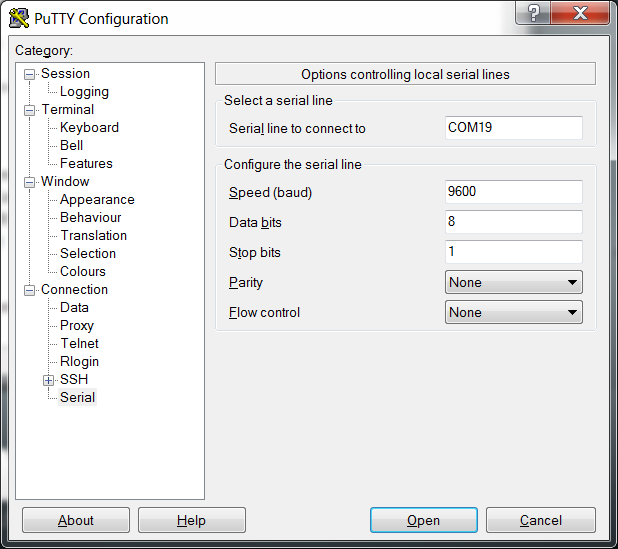 PuTTY Configuration
?
X
Category:
Session
Logging
Terminal
Keyboard
Bell
Features
Window
Appearance
Behaviour
Translation
Selection
Colours
Connection
Data
Proxy
Telnet
Rlogin
SSH
Serial
Options controlling local serial lines
Select a serial line
Serial line to connect to COM19
Configure the serial line
Speed (baud) 9600
Data bits 8
Stop bits 1
Parity None
Flow control None
About Help Open Cancel